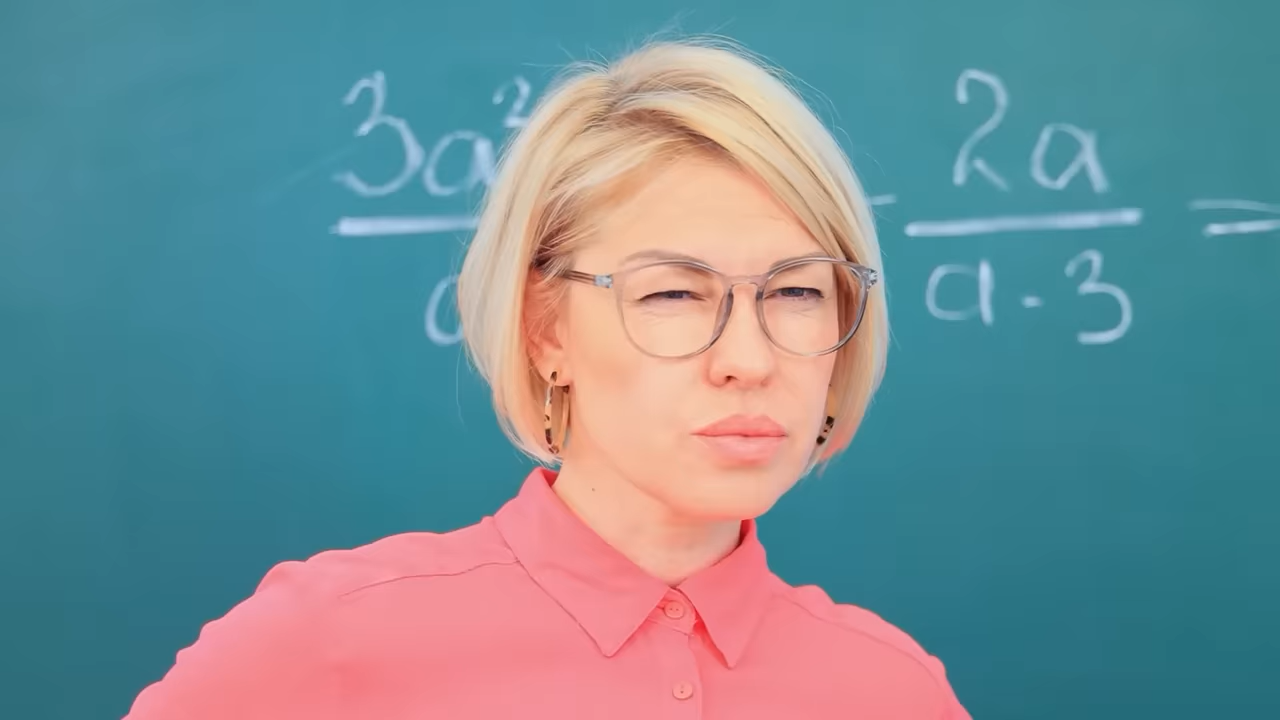 3a² - 2a =
a a - 3